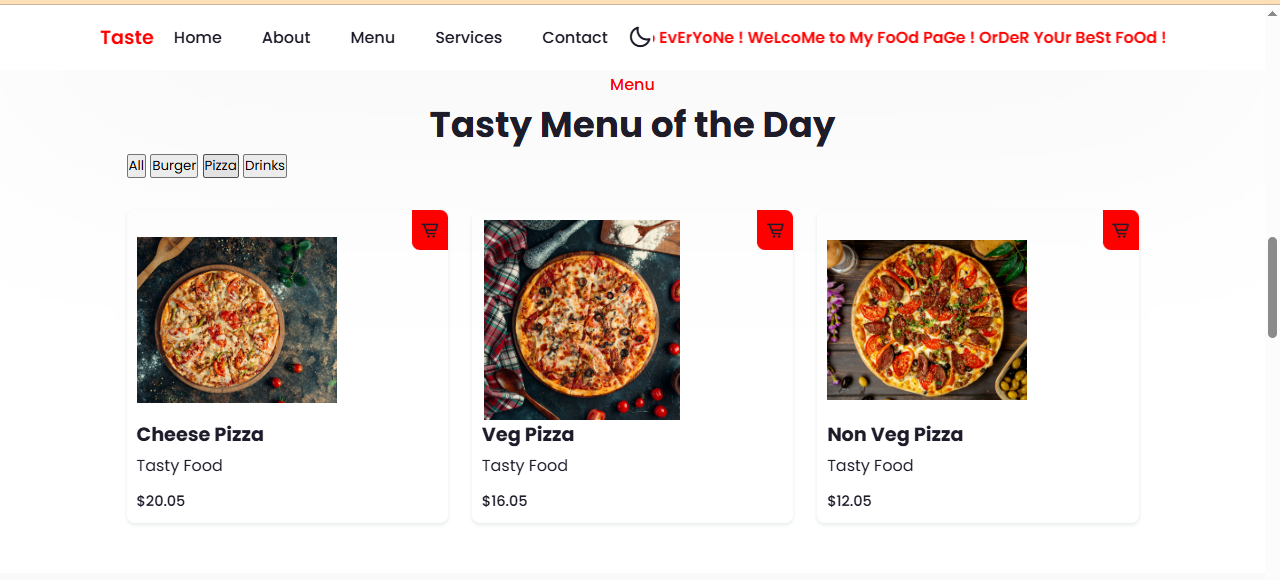 Taste Home About Menu Services Contact EvErYoNe ! WeLcoMe to My FoOd PaGe ! OrDeR YoUr BeSt FoOd !
Menu
Tasty Menu of the Day
All Burger Pizza Drinks
Cheese Pizza
Tasty Food
$20.05
Veg Pizza
Tasty Food
$16.05
Non Veg Pizza
Tasty Food
$12.05